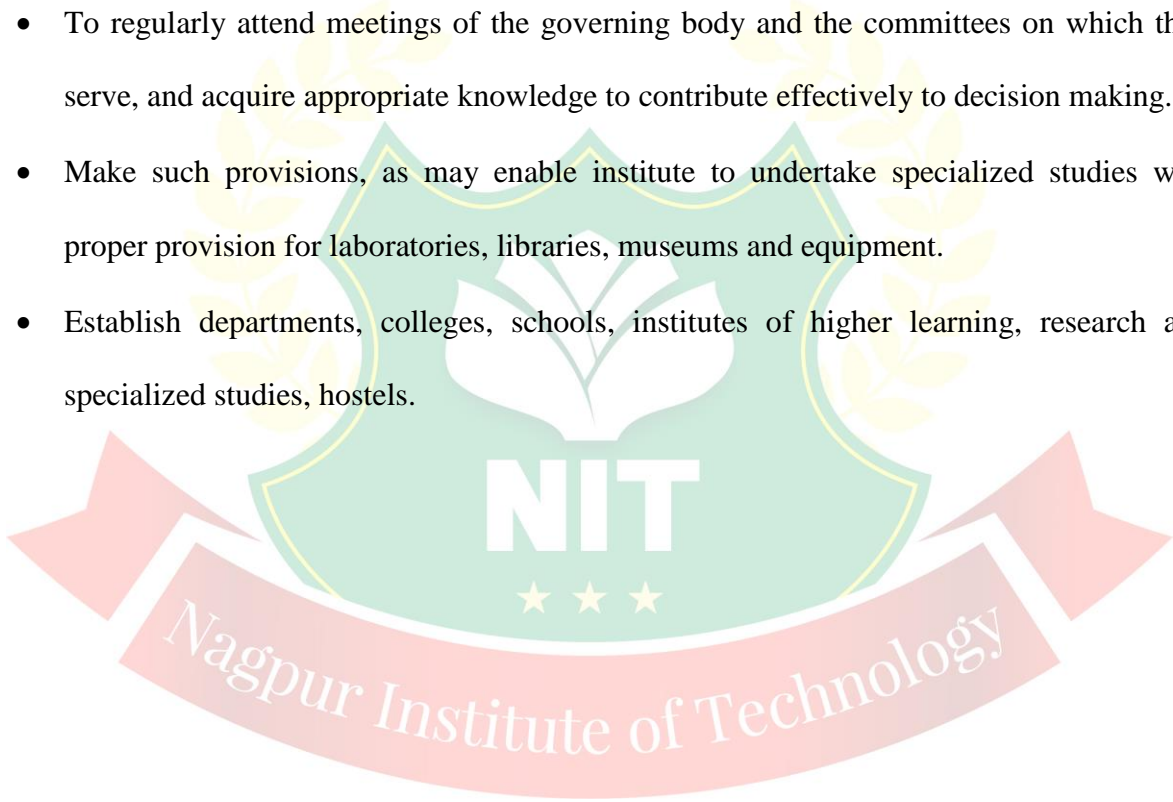 • To regularly attend meetings of the governing body and the committees on which th
serve, and acquire appropriate knowledge to contribute effectively to decision making.
• Make such provisions, as may enable institute to undertake specialized studies w
proper provision for laboratories, libraries, museums and equipment.
• Establish departments, colleges, schools, institutes of higher learning, research a
specialized studies, hostels.
NIT
Nagpur Institute of Technology